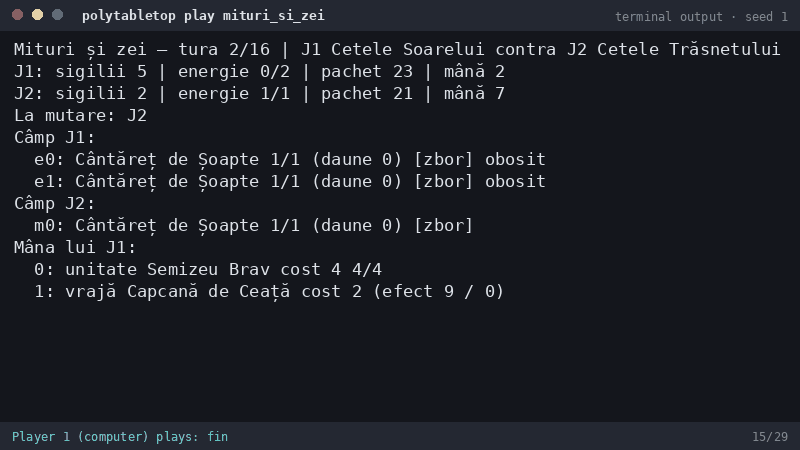 polytabletop play mituri_si_zei
terminal output · seed 1
Mituri și zei — tura 2/16 | J1 Cetele Soarelui contra J2 Cetele Trăsnetului
J1: sigilii 5 | energie 0/2 | pachet 23 | mână 2
J2: sigilii 2 | energie 1/1 | pachet 21 | mână 7
La mutare: J2
Câmp J1:
e0: Cântăreț de Șoapte 1/1 (daune 0) [zbor] obosit
e1: Cântăreț de Șoapte 1/1 (daune 0) [zbor] obosit
Câmp J2:
m0: Cântăreț de Șoapte 1/1 (daune 0) [zbor]
Mâna lui J1:
0: unitate Semizeu Brav cost 4 4/4
1: vrajă Capcană de Ceață cost 2 (efect 9 / 0)
Player 1 (computer) plays: fin
15/29